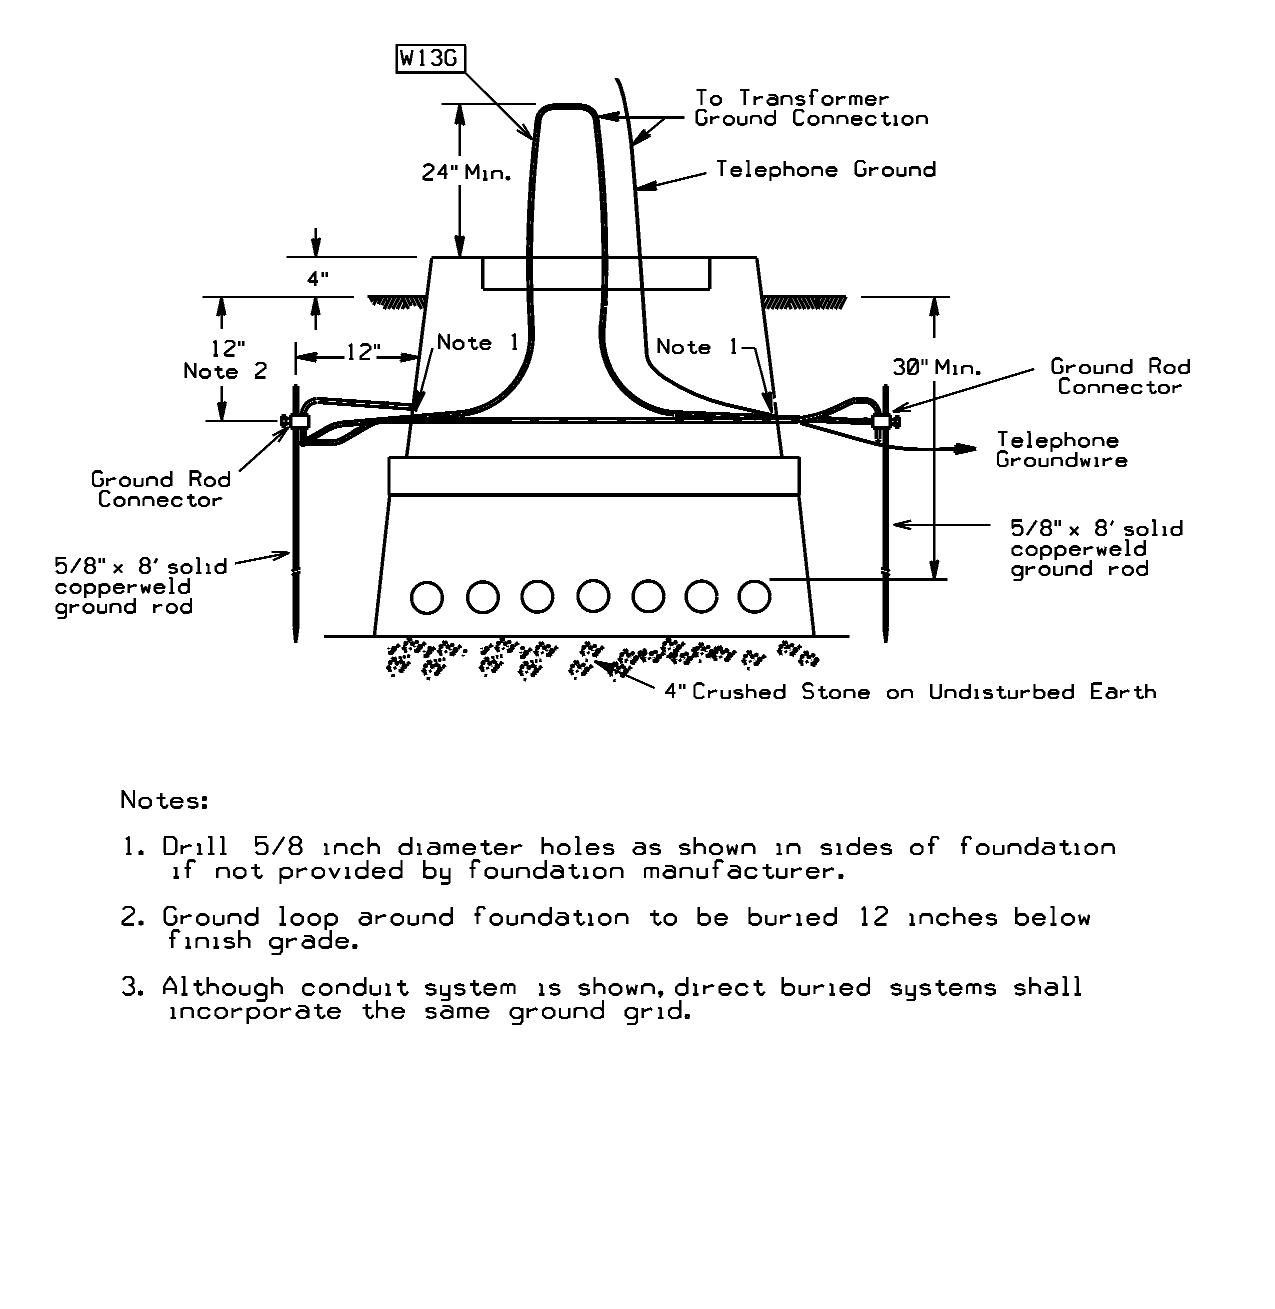 W13G
To Transformer
Ground Connection
24" Min.
Telephone Ground
4"
12"
Note 2
12"
Note 1
Note 1
30" Min.
Ground Rod
Connector
Telephone
Groundwire
Ground Rod
Connector
5/8" x 8' solid
copperweld
ground rod
5/8" x 8' solid
copperweld
ground rod
4" Crushed Stone on Undisturbed Earth
Notes:
1. Drill 5/8 inch diameter holes as shown in sides of foundation
if not provided by foundation manufacturer.
2. Ground loop around foundation to be buried 12 inches below
finish grade.
3. Although conduit system is shown, direct buried systems shall
incorporate the same ground grid.